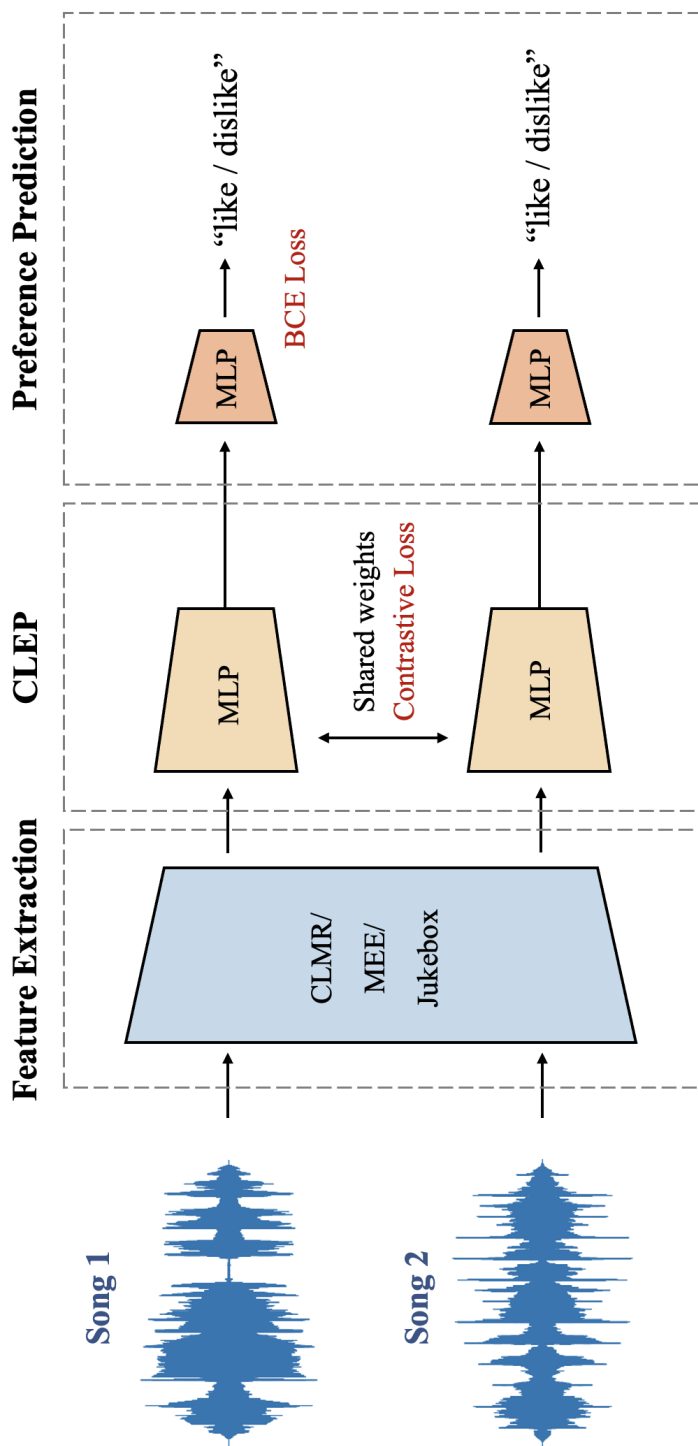 Feature Extraction
CLEP
Preference Prediction
Song 1
Song 2
CLMR/
MEE/
Jukebox
MLP
Shared weights
Contrastive Loss
MLP
MLP
“like / dislike”
BCE Loss
MLP
“like / dislike”